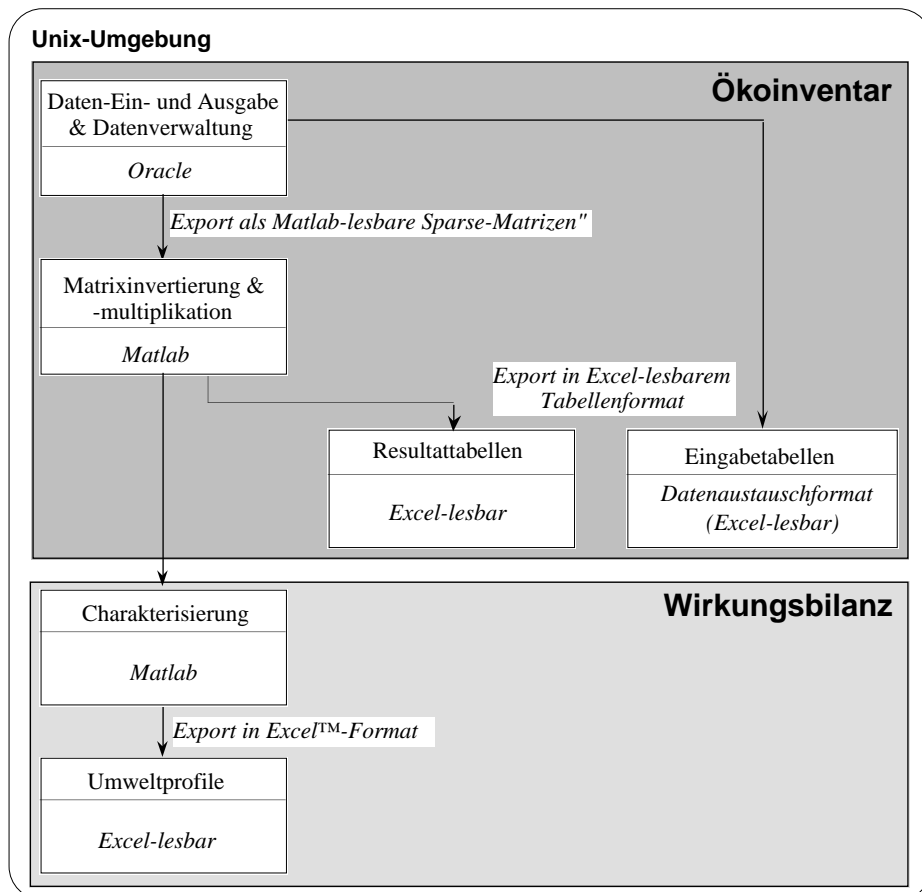 Unix-Umgebung
Ökoinventar
Daten-Ein- und Ausgabe
& Datenverwaltung
Oracle
Export als Matlab-lesbare Sparse-Matrizen"
Matrixinvertierung &
-multiplikation
Matlab
Export in Excel-lesbarem
Tabellenformat
Resultattabellen
Excel-lesbar
Eingabetabellen
Datenaustauschformat
(Excel-lesbar)
Wirkungsbilanz
Charakterisierung
Matlab
Export in Excel™-Format
Umweltprofile
Excel-lesbar